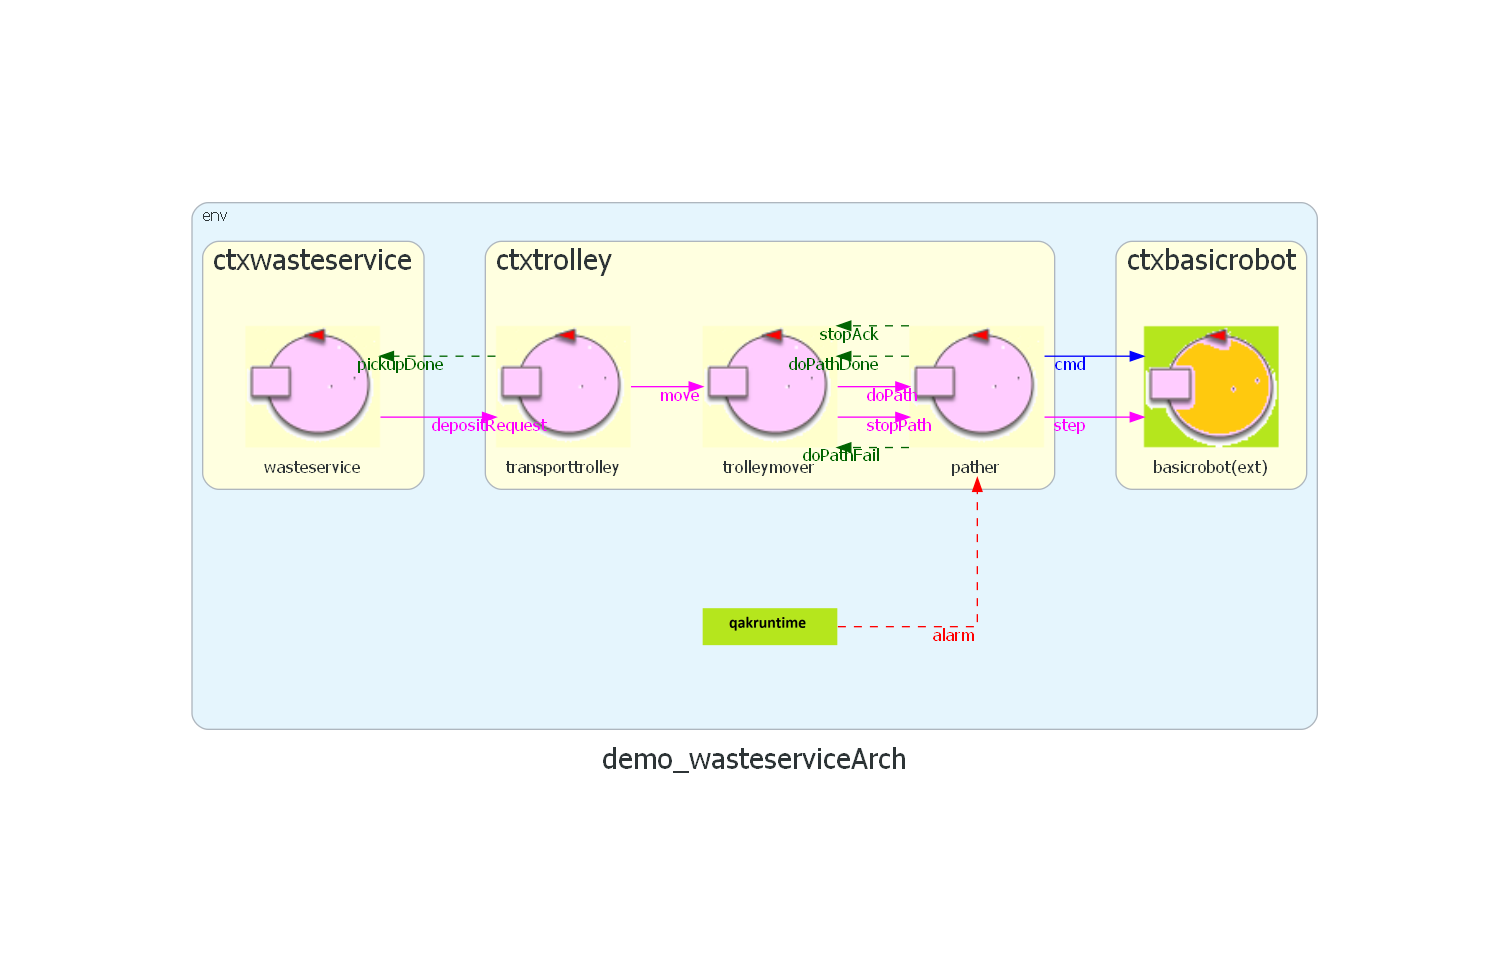 env
ctxwasteservice
ctxtrolley
ctxbasicrobot
stopAck
pickupDone
doPathDone
cmd
move
doPath
depositRequest
stopPath
step
doPathFail
wasteservice
transporttrolley
trolleymover
pather
basicrobot(ext)
qakruntime
alarm
demo_wasteserviceArch